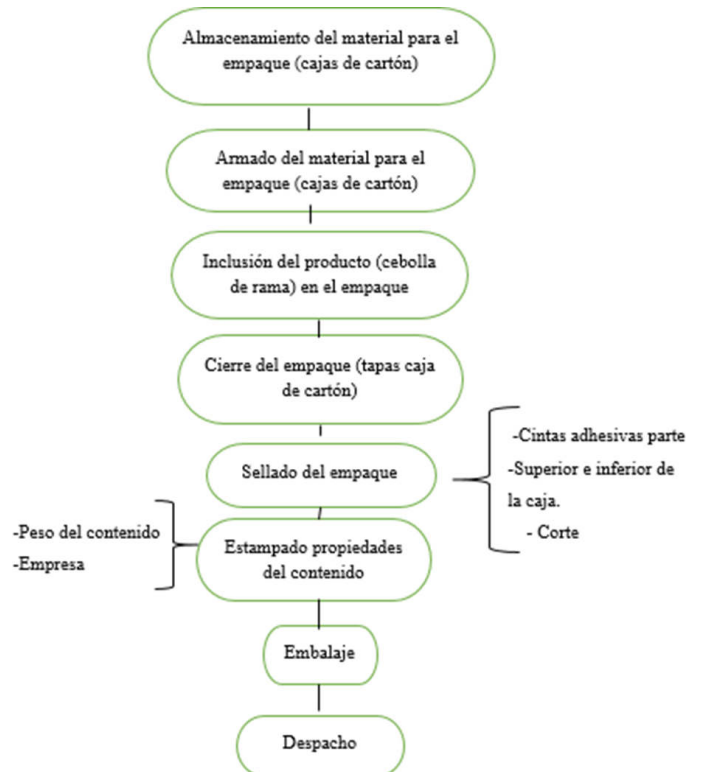 Almacenamiento del material para el
empaque (cajas de cartón)
Armado del material para el
empaque (cajas de cartón)
Inclusión del producto (cebolla
de rama) en el empaque
Cierre del empaque (tapas caja
de cartón)
Sellado del empaque
-Cintas adhesivas parte
-Superior e inferior de
la caja.
- Corte
Estampado propiedades
del contenido
-Peso del contenido
-Empresa
Embalaje
Despacho